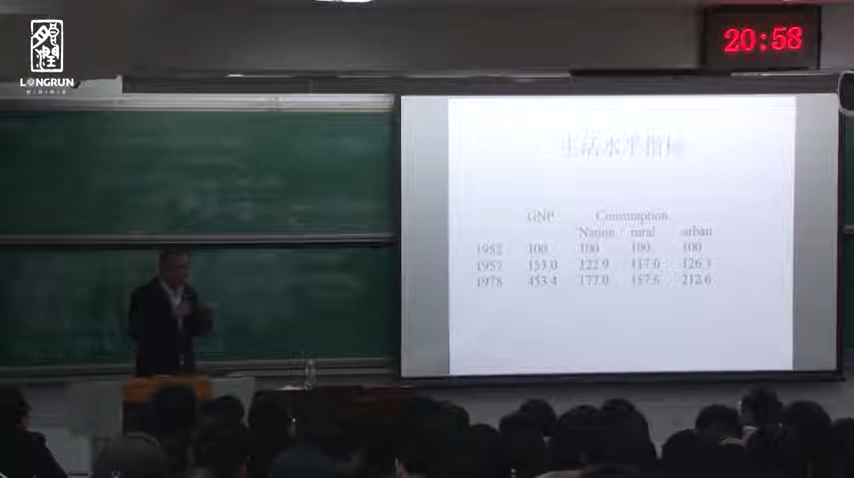 LONGRUN
20:58
生活水平指标
GNP Consumption
Nation rural urban
1952 100 100 100 100
1957 153.0 122.9 117.0 126.3
1978 453.4 177.0 157.6 212.6